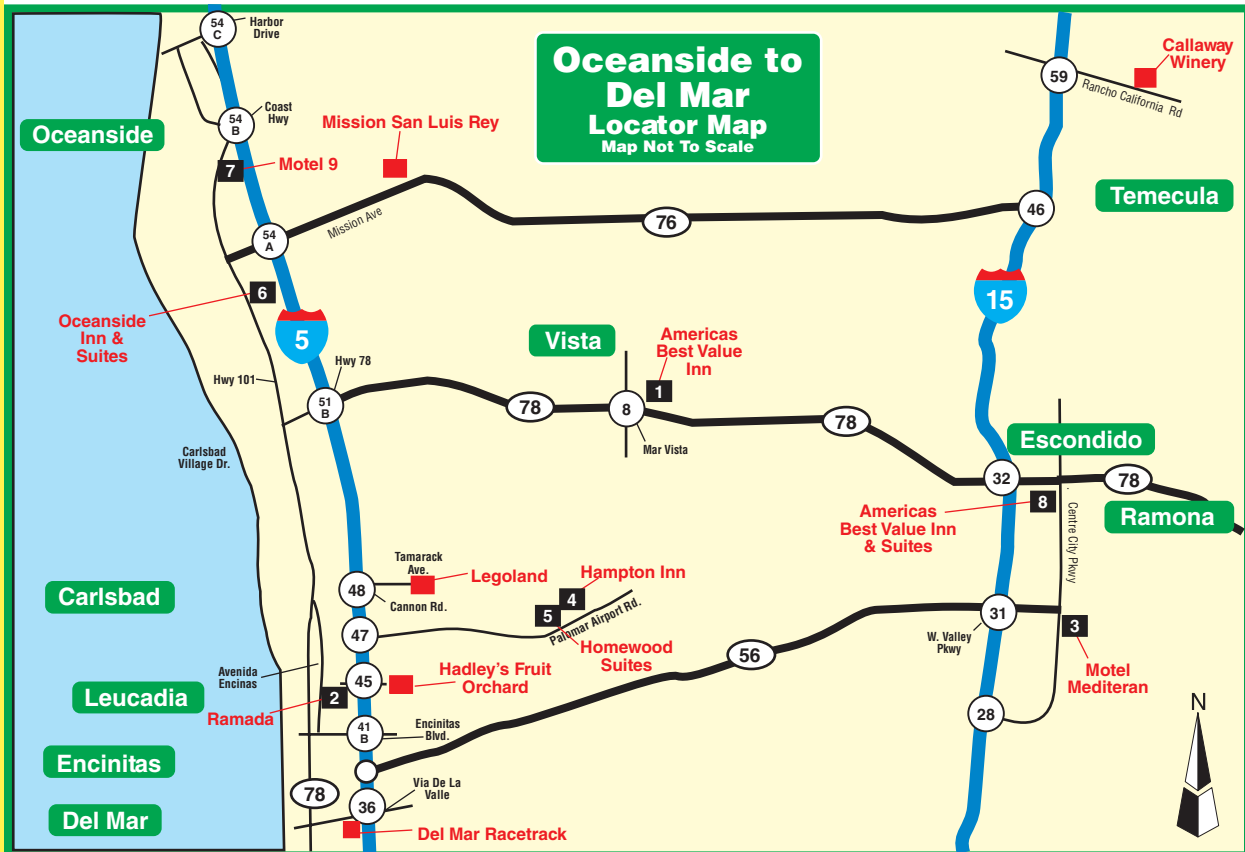 Oceanside to
Del Mar
Locator Map
Map Not To Scale
54
C
Harbor
Drive
59
Callaway
Winery
Rancho California Rd
54
B
Coast
Hwy
Oceanside
Mission San Luis Rey
7
Motel 9
Temecula
Mission Ave
76
46
54
A
6
Oceanside
Inn &
Suites
5
15
Vista
Americas
Best Value
Inn
1
Hwy 78
Hwy 101
51
B
78
8
Mar Vista
78
Escondido
Carlsbad
Village Dr.
32
78
8
Centre City Pkwy
Americas
Best Value Inn
& Suites
Ramona
Tamarack
Ave.
Legoland
Hampton Inn
4
5
Carlsbad
48
Cannon Rd.
Palomar Airport Rd.
Homewood
Suites
47
31
W. Valley
Pkwy
3
Motel
Mediteran
56
Avenida
Encinas
45
Hadley's Fruit
Orchard
Leucadia
2
Ramada
28
N
41
B
Encinitas
Blvd.
Encinitas
78
36
Via De La
Valle
Del Mar
Del Mar Racetrack